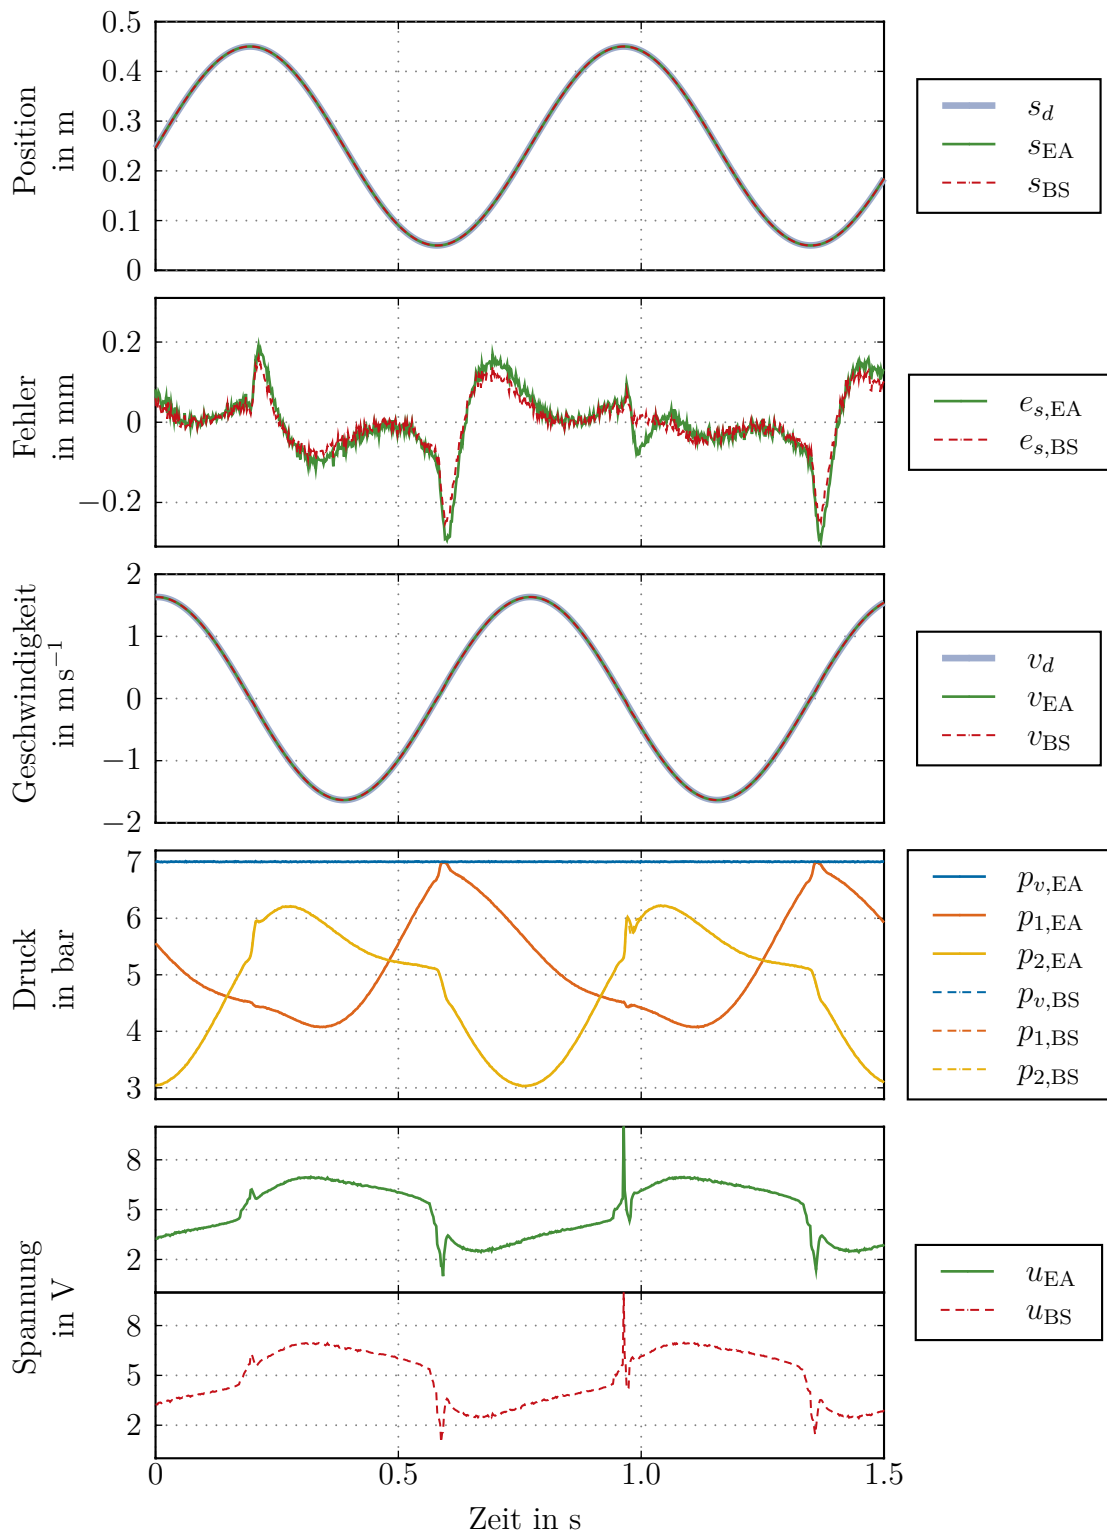 0.5
0.4
0.3
0.2
0.1
0
Position
in m
s_d
s_EA
s_BS
0.2
0
−0.2
Fehler
in mm
e_s,EA
e_s,BS
2
1
0
−1
−2
Geschwindigkeit
in m s⁻¹
v_d
v_EA
v_BS
7
6
5
4
3
Druck
in bar
p_v,EA
p_1,EA
p_2,EA
p_v,BS
p_1,BS
p_2,BS
8
5
2
8
5
2
Spannung
in V
u_EA
u_BS
0 0.5 1.0 1.5
Zeit in s